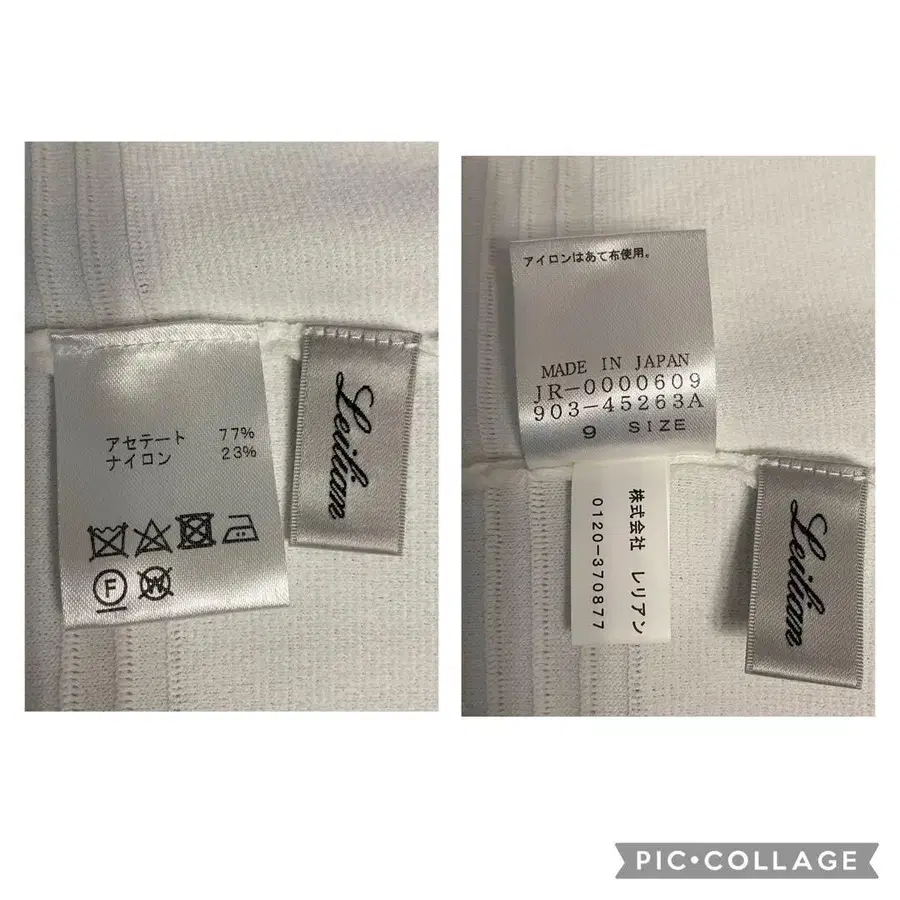 アセテート 77%
ナイロン 23%
F
W
Leilian
アイロンはあて布使用。
MADE IN JAPAN
JR-0000609
903-45263A
9 SIZE
株式会社 レリアン
0120-370877
Leilian
PIC•COLLAGE